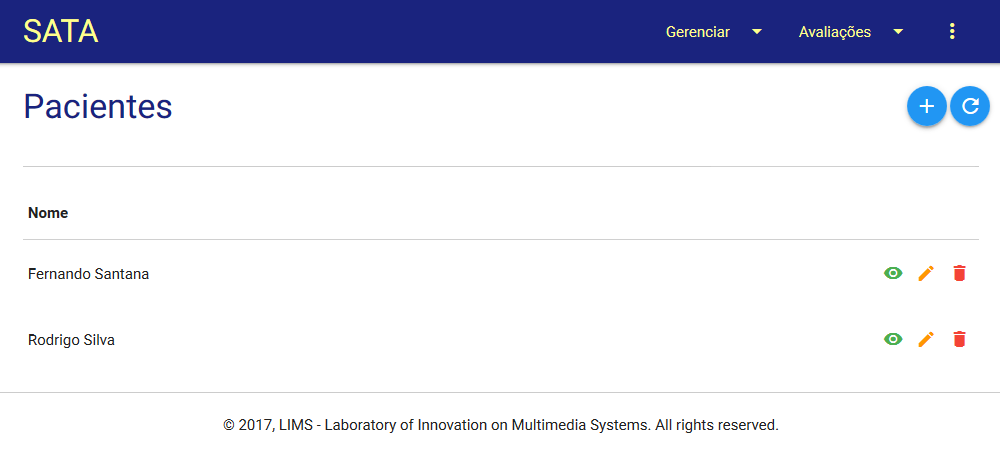 SATA
Gerenciar
Avaliações
Pacientes
Nome
Fernando Santana
Rodrigo Silva
© 2017, LIMS - Laboratory of Innovation on Multimedia Systems. All rights reserved.